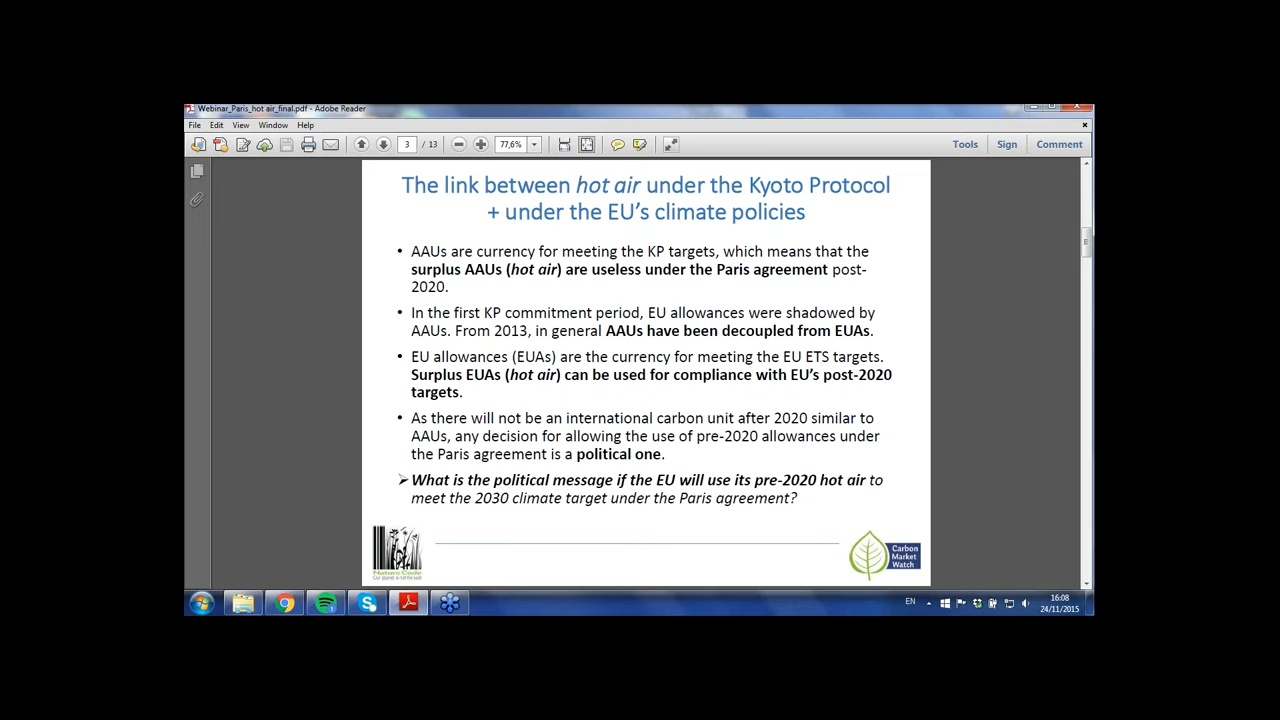 Webinar_Paris_hot air_final.pdf - Adobe Reader
File Edit View Window Help
3 / 13 77,6% Tools Sign Comment
The link between hot air under the Kyoto Protocol
+ under the EU's climate policies
• AAUs are currency for meeting the KP targets, which means that the
surplus AAUs (hot air) are useless under the Paris agreement post-
2020.
• In the first KP commitment period, EU allowances were shadowed by
AAUs. From 2013, in general AAUs have been decoupled from EUAs.
• EU allowances (EUAs) are the currency for meeting the EU ETS targets.
Surplus EUAs (hot air) can be used for compliance with EU's post-2020
targets.
• As there will not be an international carbon unit after 2020 similar to
AAUs, any decision for allowing the use of pre-2020 allowances under
the Paris agreement is a political one.
➢ What is the political message if the EU will use its pre-2020 hot air to
meet the 2030 climate target under the Paris agreement?
Nature Code
Our planet is not for sale
Carbon
Market
Watch
EN
16:08
24/11/2015